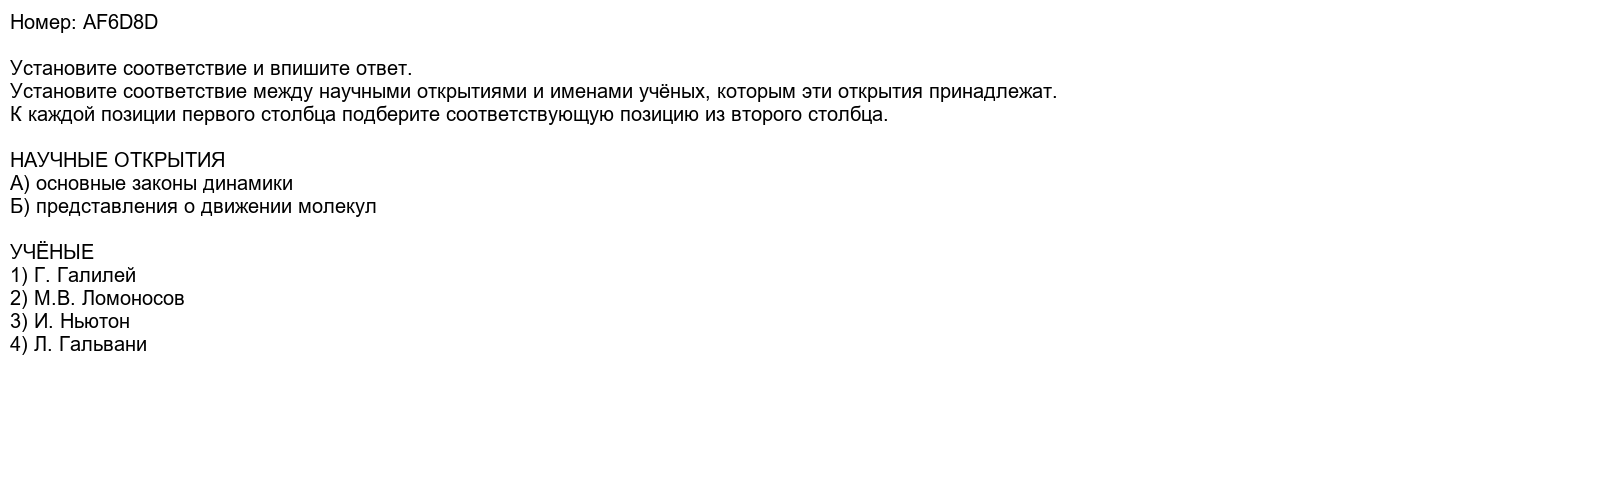 Номер: AF6D8D
Установите соответствие и впишите ответ.
Установите соответствие между научными открытиями и именами учёных, которым эти открытия принадлежат.
К каждой позиции первого столбца подберите соответствующую позицию из второго столбца.
НАУЧНЫЕ ОТКРЫТИЯ
А) основные законы динамики
Б) представления о движении молекул
УЧЁНЫЕ
1) Г. Галилей
2) М.В. Ломоносов
3) И. Ньютон
4) Л. Гальвани